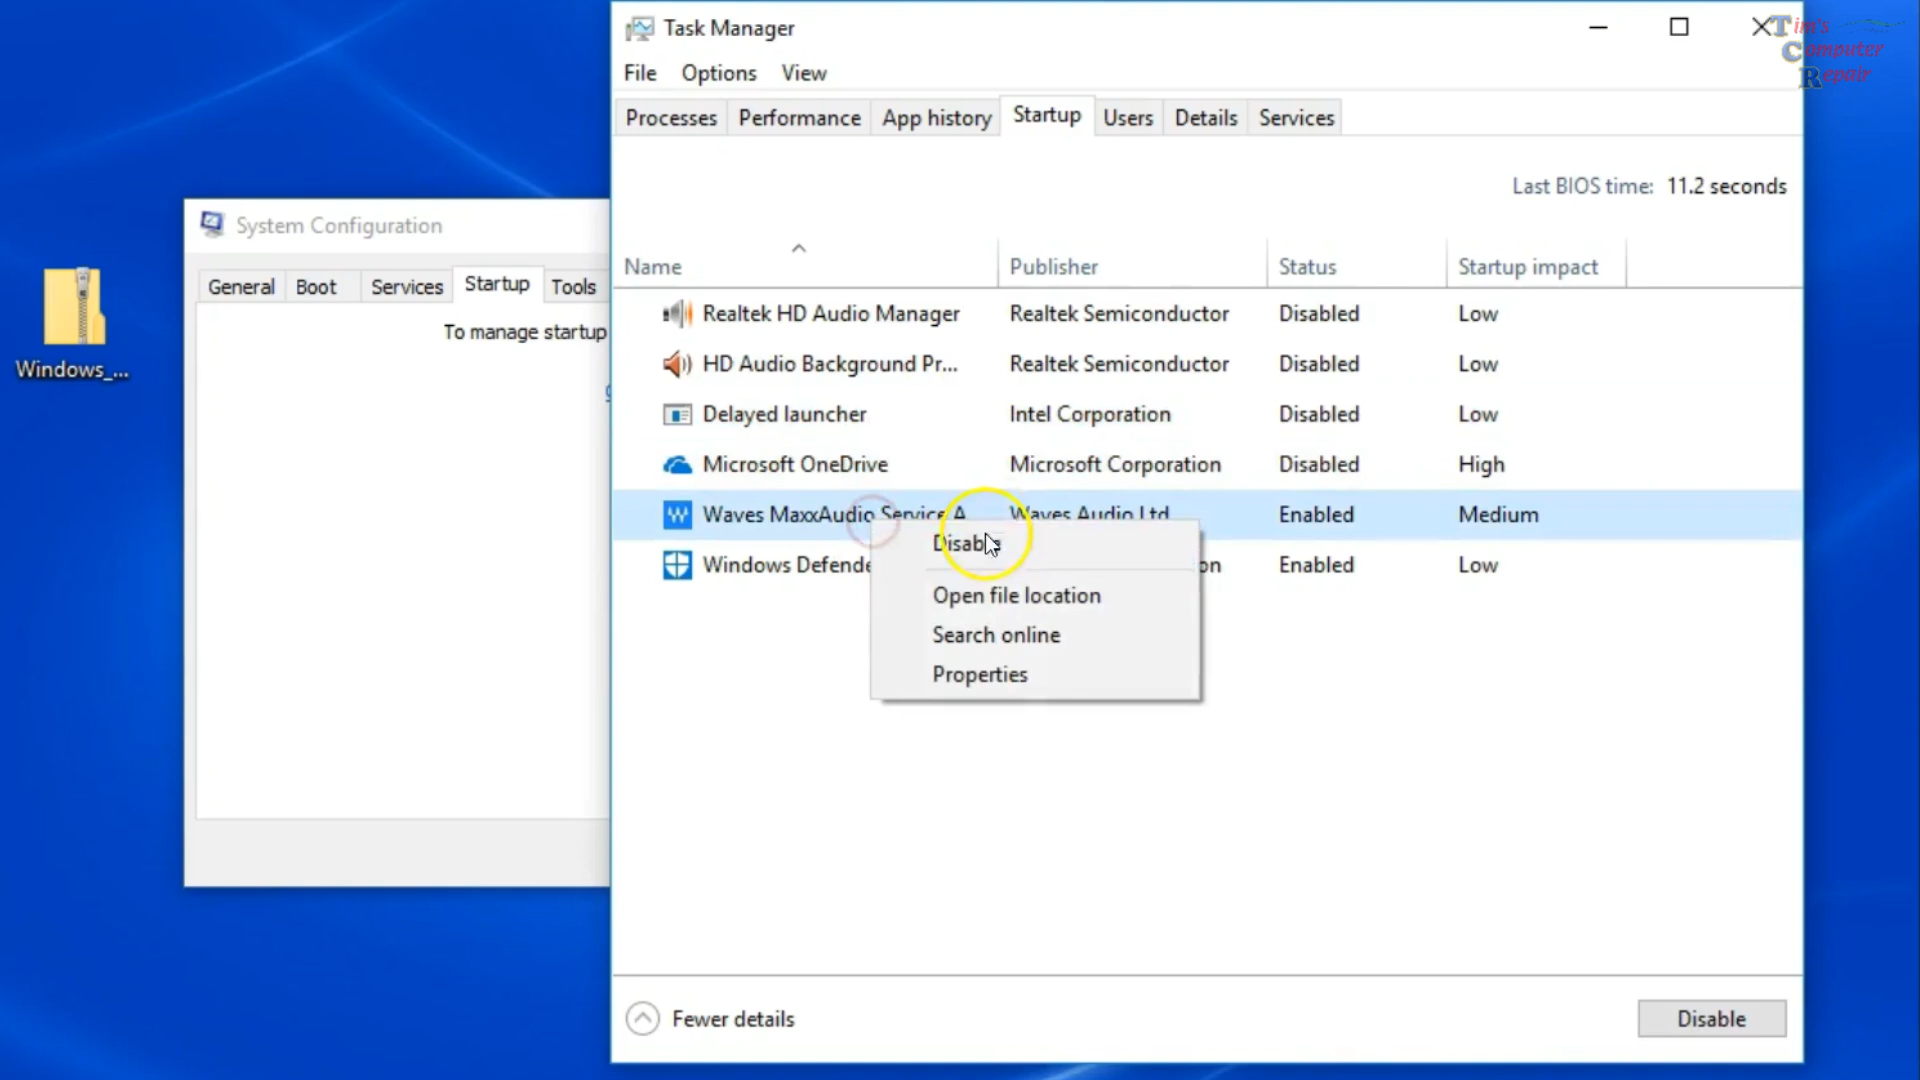 Task Manager
Tim's
Computer
Repair
File Options View
Processes Performance App history Startup Users Details Services
Last BIOS time: 11.2 seconds
Name Publisher Status Startup impact
Realtek HD Audio Manager Realtek Semiconductor Disabled Low
HD Audio Background Pr... Realtek Semiconductor Disabled Low
Delayed launcher Intel Corporation Disabled Low
Microsoft OneDrive Microsoft Corporation Disabled High
Waves MaxxAudio Service A... Waves Audio Ltd Enabled Medium
Windows Defende on Enabled Low
Disable
Open file location
Search online
Properties
Fewer details
Disable
System Configuration
General Boot Services Startup Tools
To manage startup
Windows_...